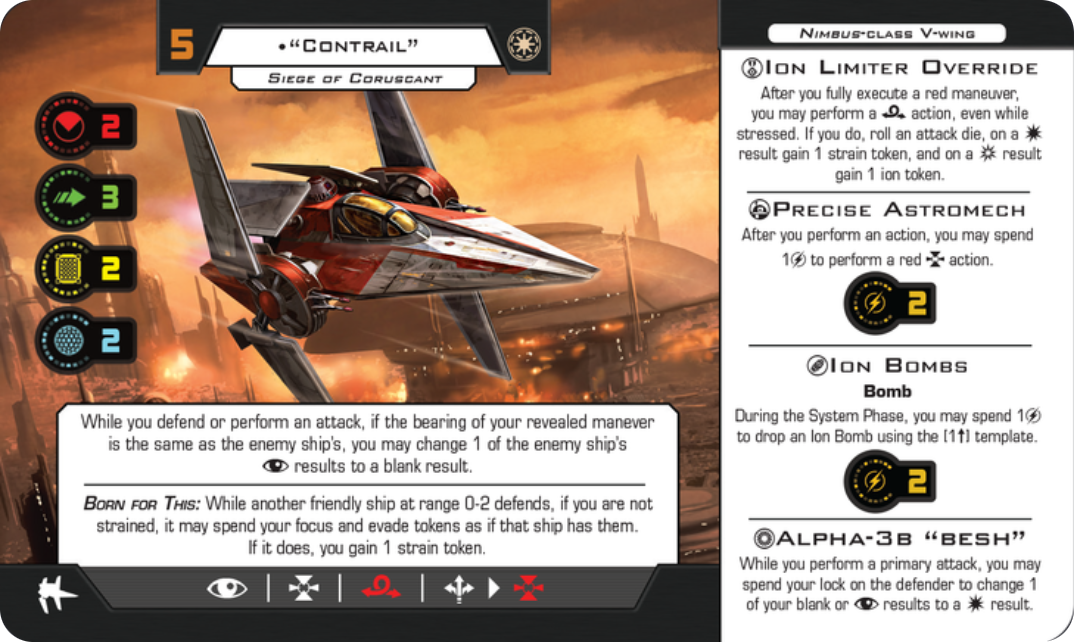 5
•“Contrail”
Siege of Coruscant
2
3
2
2
While you defend or perform an attack, if the bearing of your revealed manever
is the same as the enemy ship's, you may change 1 of the enemy ship's
results to a blank result.
Born for This: While another friendly ship at range 0-2 defends, if you are not
strained, it may spend your focus and evade tokens as if that ship has them.
If it does, you gain 1 strain token.
Nimbus-class V-wing
Ion Limiter Override
After you fully execute a red maneuver,
you may perform a action, even while
stressed. If you do, roll an attack die, on a
result gain 1 strain token, and on a result
gain 1 ion token.
Precise Astromech
After you perform an action, you may spend
1 to perform a red action.
2
Ion Bombs
Bomb
During the System Phase, you may spend 1
to drop an Ion Bomb using the [1↑] template.
2
Alpha-3B “Besh”
While you perform a primary attack, you may
spend your lock on the defender to change 1
of your blank or results to a result.